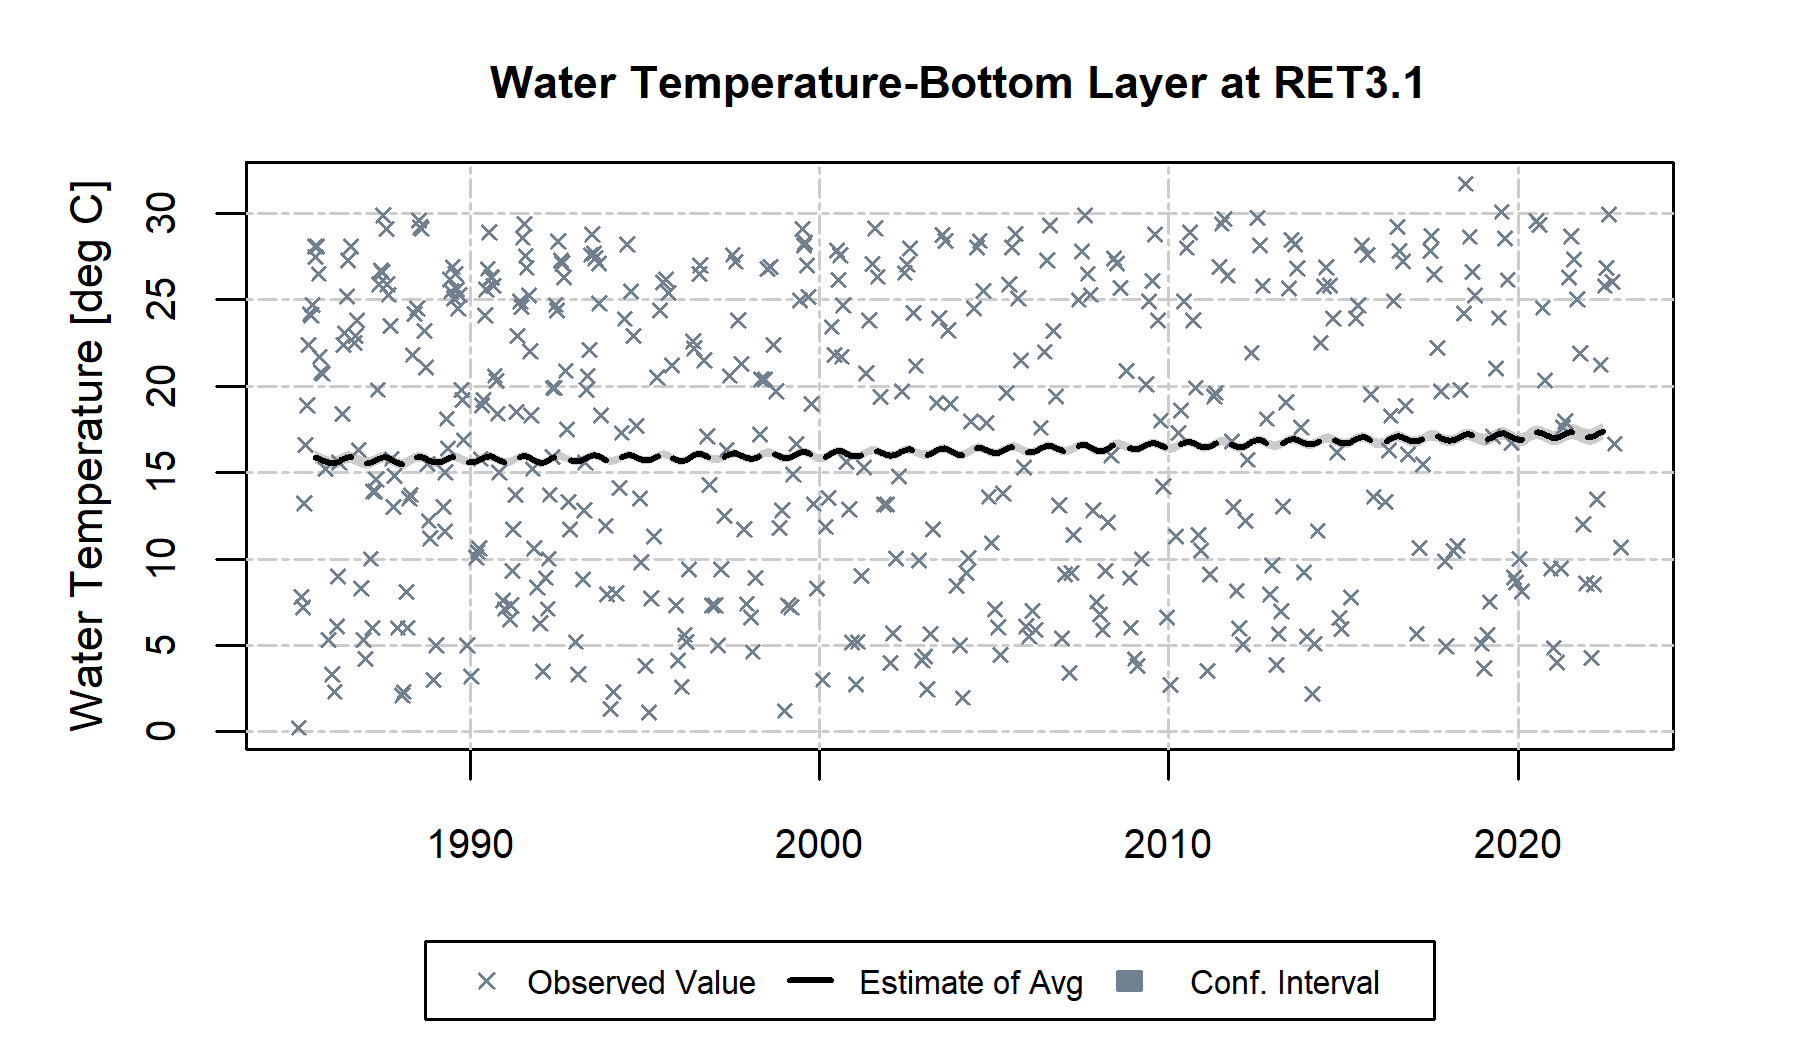 Water Temperature-Bottom Layer at RET3.1
Water Temperature [deg C]
30
25
20
15
10
5
0
1990 2000 2010 2020
Observed Value Estimate of Avg Conf. Interval